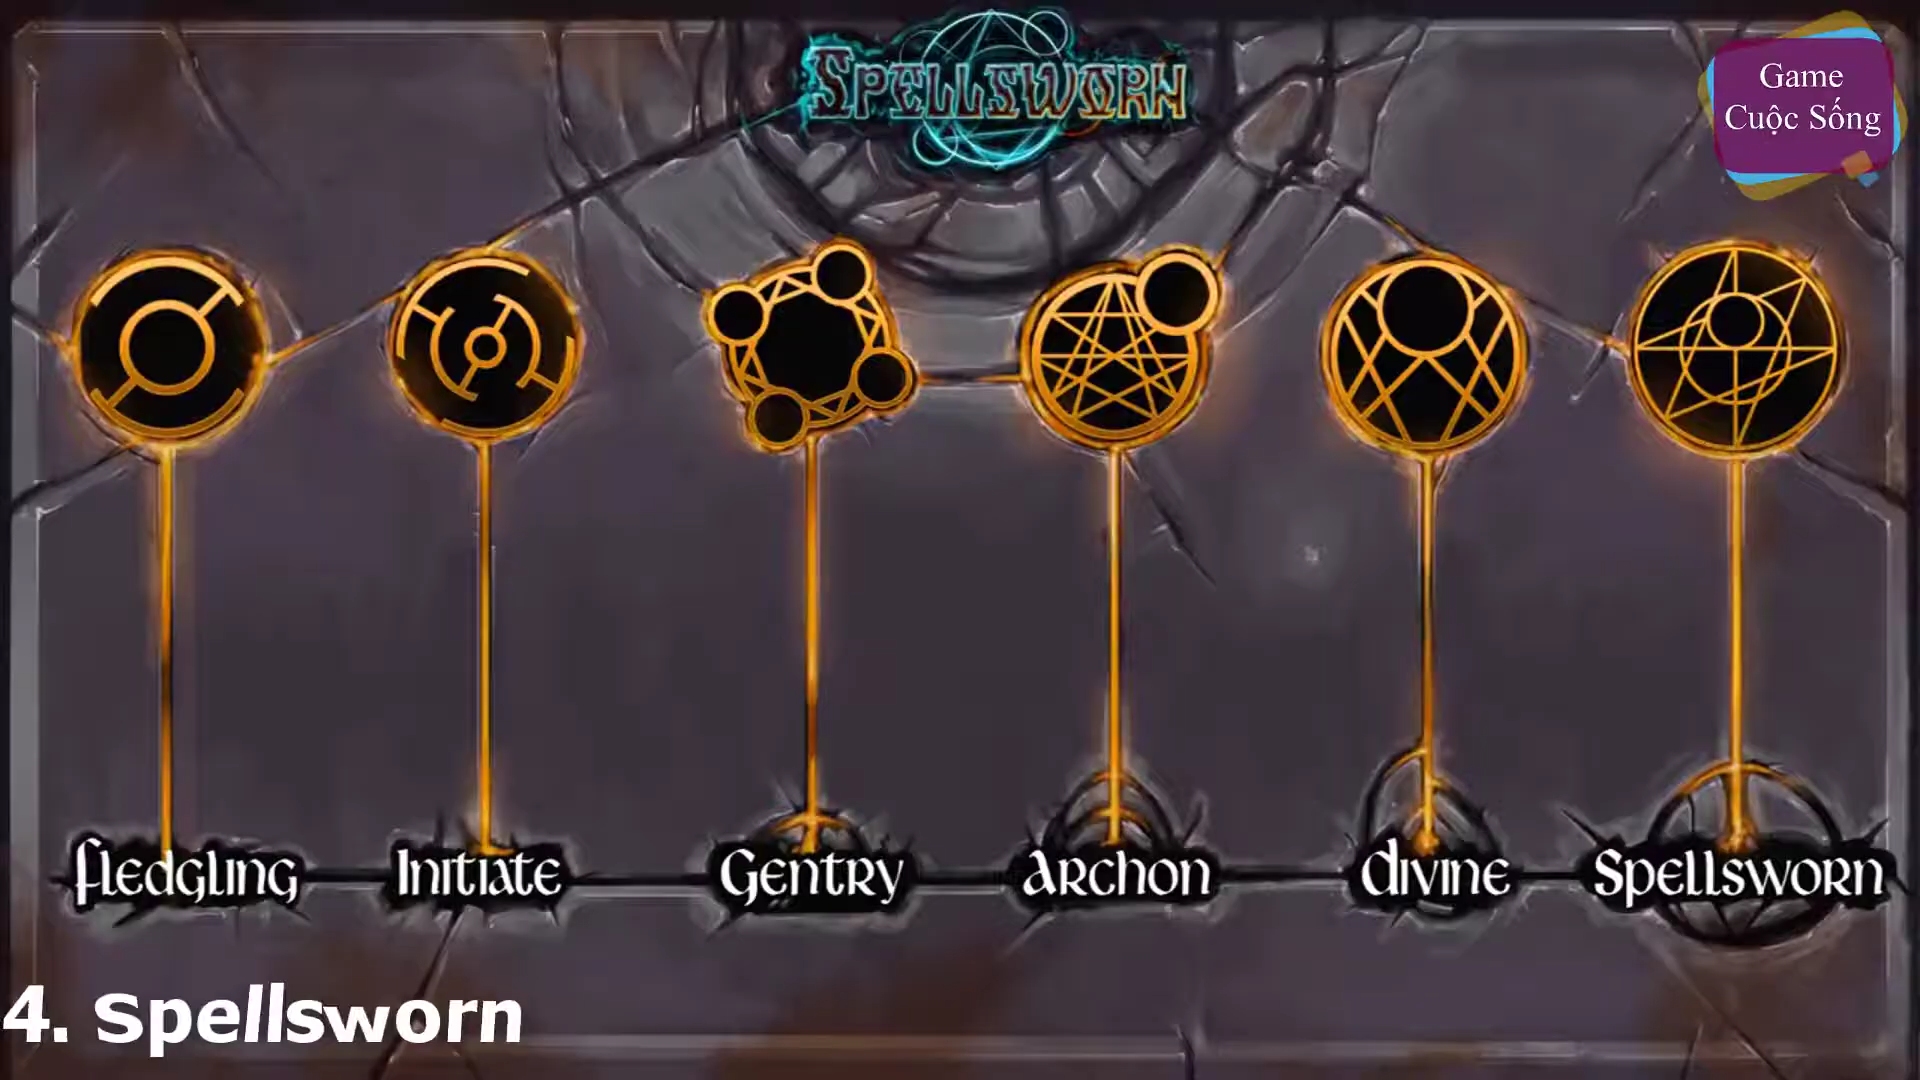 SPELLSWORN
Game
Cuộc Sống
Fledgling
Initiate
Gentry
Archon
Divine
Spellsworn
4. Spellsworn